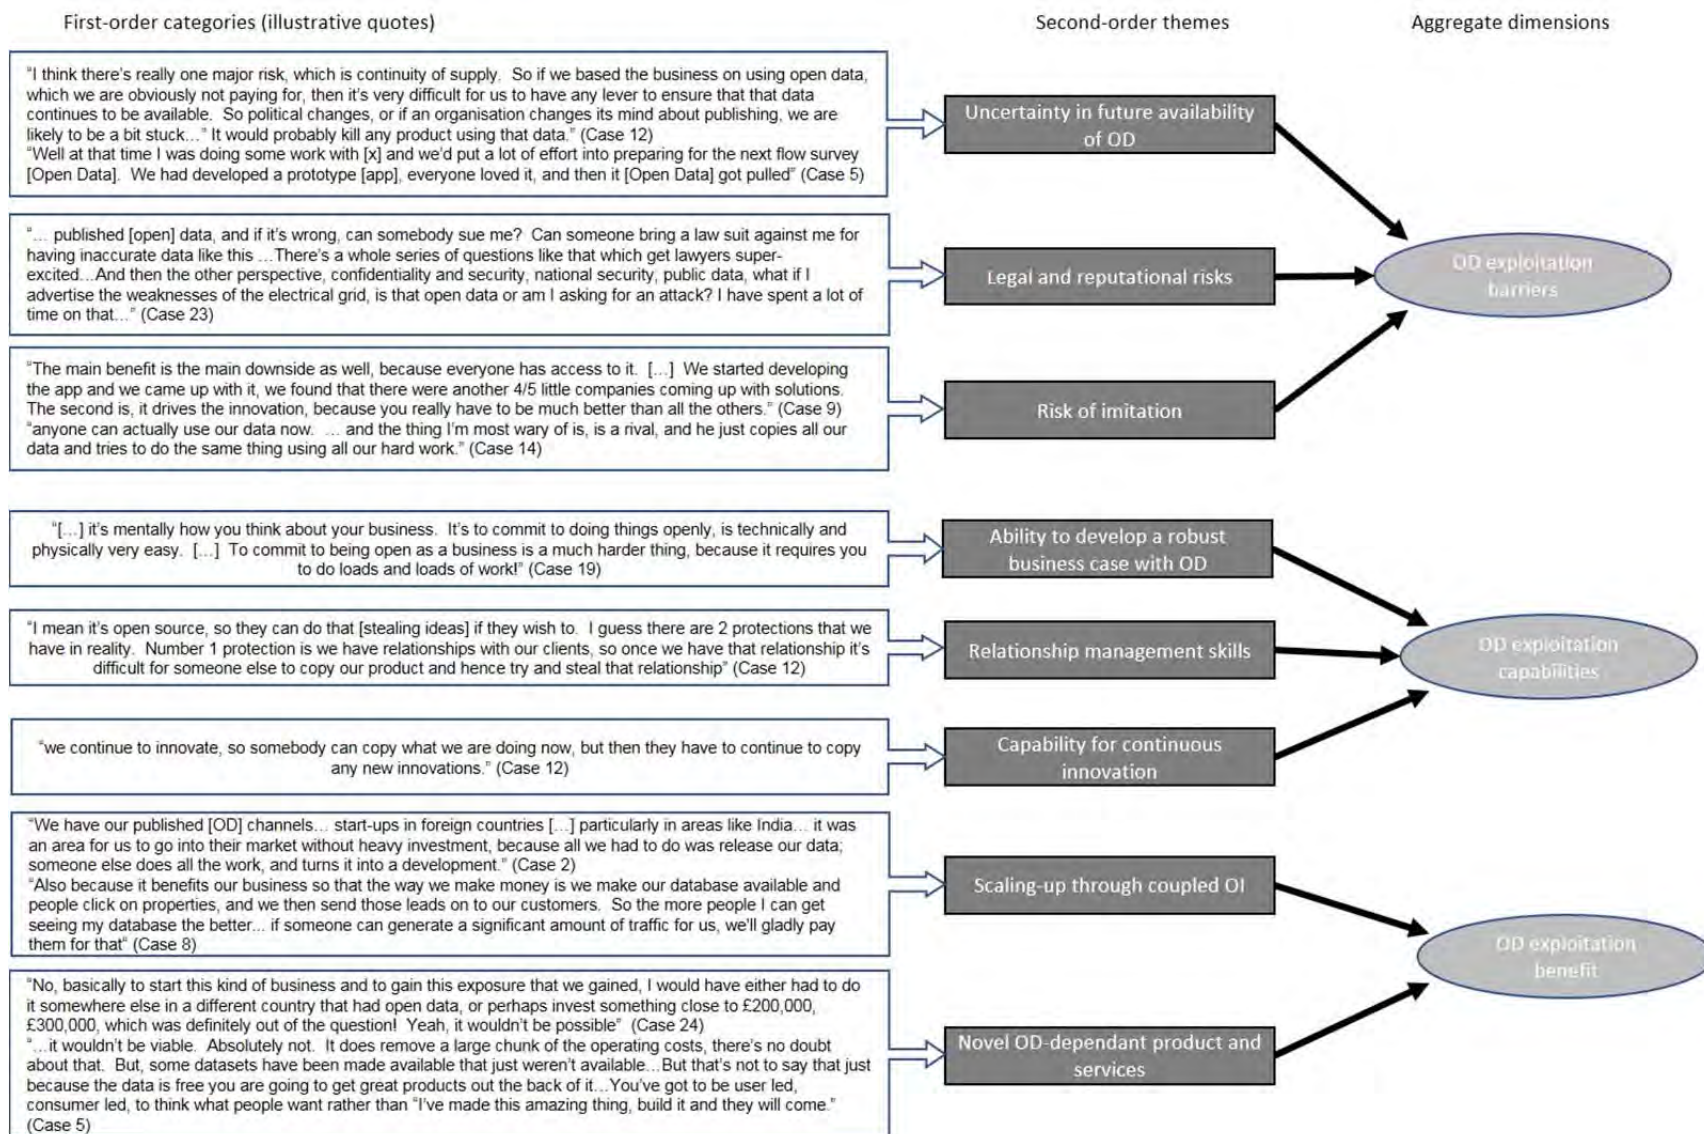 First-order categories (illustrative quotes)
Second-order themes
Aggregate dimensions
“I think there’s really one major risk, which is continuity of supply.  So if we based the business on using open data,
which we are obviously not paying for, then it’s very difficult for us to have any lever to ensure that that data
continues to be available.  So political changes, or if an organisation changes its mind about publishing, we are
likely to be a bit stuck…” It would probably kill any product using that data.” (Case 12)
“Well at that time I was doing some work with [x] and we’d put a lot of effort into preparing for the next flow survey
[Open Data].  We had developed a prototype [app], everyone loved it, and then it [Open Data] got pulled” (Case 5)
Uncertainty in future availability
of OD
“… published [open] data, and if it’s wrong, can somebody sue me?  Can someone bring a law suit against me for
having inaccurate data like this …There’s a whole series of questions like that which get lawyers super-
excited…And then the other perspective, confidentiality and security, national security, public data, what if I
advertise the weaknesses of the electrical grid, is that open data or am I asking for an attack? I have spent a lot of
time on that…” (Case 23)
Legal and reputational risks
OD exploitation
barriers
“The main benefit is the main downside as well, because everyone has access to it.  […]  We started developing
the app and we came up with it, we found that there were another 4/5 little companies coming up with solutions.
The second is, it drives the innovation, because you really have to be much better than all the others.” (Case 9)
“anyone can actually use our data now.  … and the thing I’m most wary of is, is a rival, and he just copies all our
data and tries to do the same thing using all our hard work.” (Case 14)
Risk of imitation
“[…] it’s mentally how you think about your business.  It’s to commit to doing things openly, is technically and
physically very easy.  […]  To commit to being open as a business is a much harder thing, because it requires you
to do loads and loads of work!” (Case 19)
Ability to develop a robust
business case with OD
“I mean it’s open source, so they can do that [stealing ideas] if they wish to.  I guess there are 2 protections that we
have in reality.  Number 1 protection is we have relationships with our clients, so once we have that relationship it’s
difficult for someone else to copy our product and hence try and steal that relationship” (Case 12)
Relationship management skills
OD exploitation
capabilities
“we continue to innovate, so somebody can copy what we are doing now, but then they have to continue to copy
any new innovations.” (Case 12)
Capability for continuous
innovation
“We have our published [OD] channels… start-ups in foreign countries […] particularly in areas like India… it was
an area for us to go into their market without heavy investment, because all we had to do was release our data;
someone else does all the work, and turns it into a development.” (Case 2)
“Also because it benefits our business so that the way we make money is we make our database available and
people click on properties, and we then send those leads on to our customers.  So the more people I can get
seeing my database the better... if someone can generate a significant amount of traffic for us, we’ll gladly pay
them for that” (Case 8)
Scaling-up through coupled OI
OD exploitation
benefit
“No, basically to start this kind of business and to gain this exposure that we gained, I would have either had to do
it somewhere else in a different country that had open data, or perhaps invest something close to £200,000,
£300,000, which was definitely out of the question!  Yeah, it wouldn’t be possible”  (Case 24)
“…it wouldn’t be viable.  Absolutely not.  It does remove a large chunk of the operating costs, there’s no doubt
about that.  But, some datasets have been made available that just weren’t available…But that’s not to say that just
because the data is free you are going to get great products out the back of it…You’ve got to be user led,
consumer led, to think what people want rather than “I’ve made this amazing thing, build it and they will come.”
(Case 5)
Novel OD-dependant product and
services